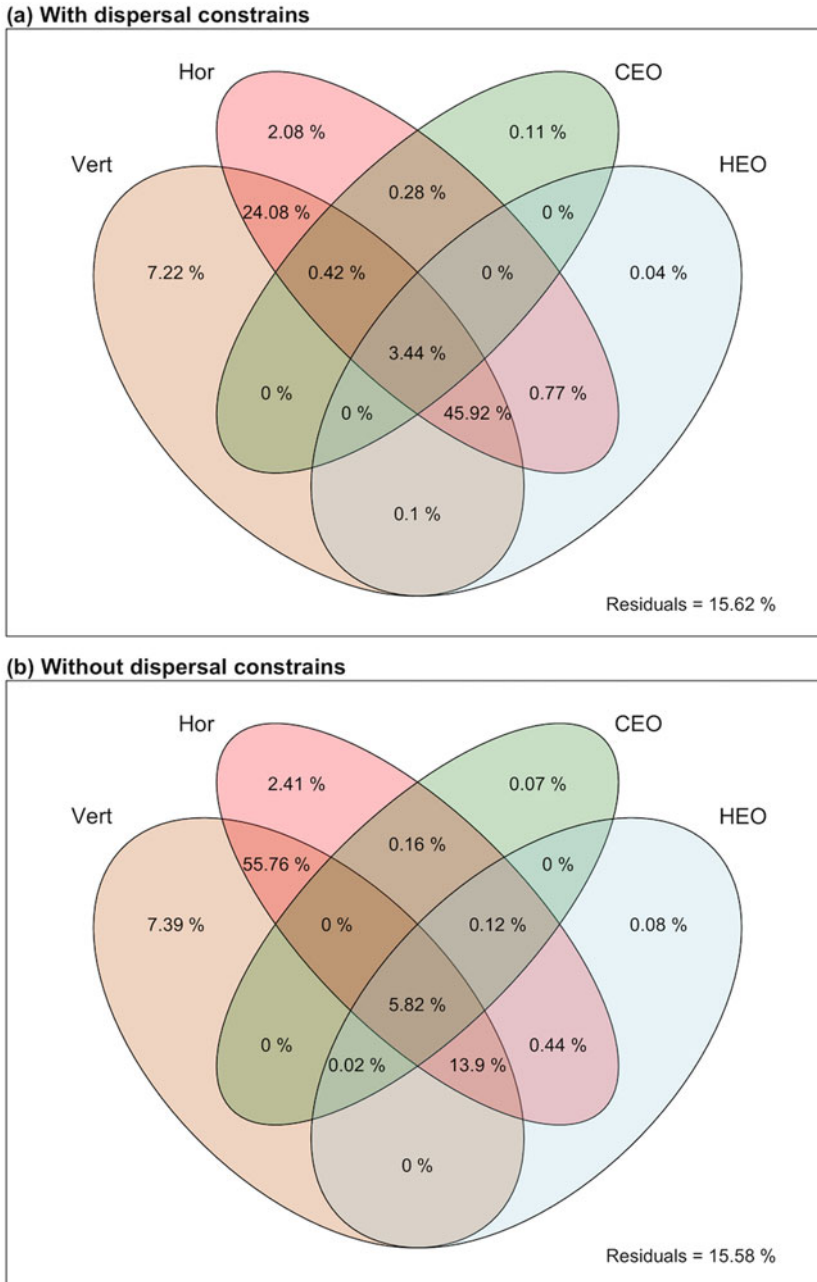 (a) With dispersal constrains
Hor
CEO
2.08 %
0.11 %
Vert
HEO
0.28 %
24.08 %
0 %
7.22 %
0.42 %
0 %
0.04 %
3.44 %
0 %
0.77 %
0 %
45.92 %
0.1 %
Residuals = 15.62 %
(b) Without dispersal constrains
Hor
CEO
2.41 %
0.07 %
Vert
HEO
0.16 %
55.76 %
0 %
7.39 %
0 %
0.12 %
0.08 %
5.82 %
0 %
0.44 %
0.02 %
13.9 %
0 %
Residuals = 15.58 %